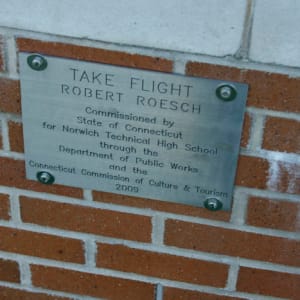 TAKE FLIGHT
ROBERT ROESCH
Commissioned by
State of Connecticut
for Norwich Technical High School
through the
Department of Public Works
and the
Connecticut Commission of Culture & Tourism
2009